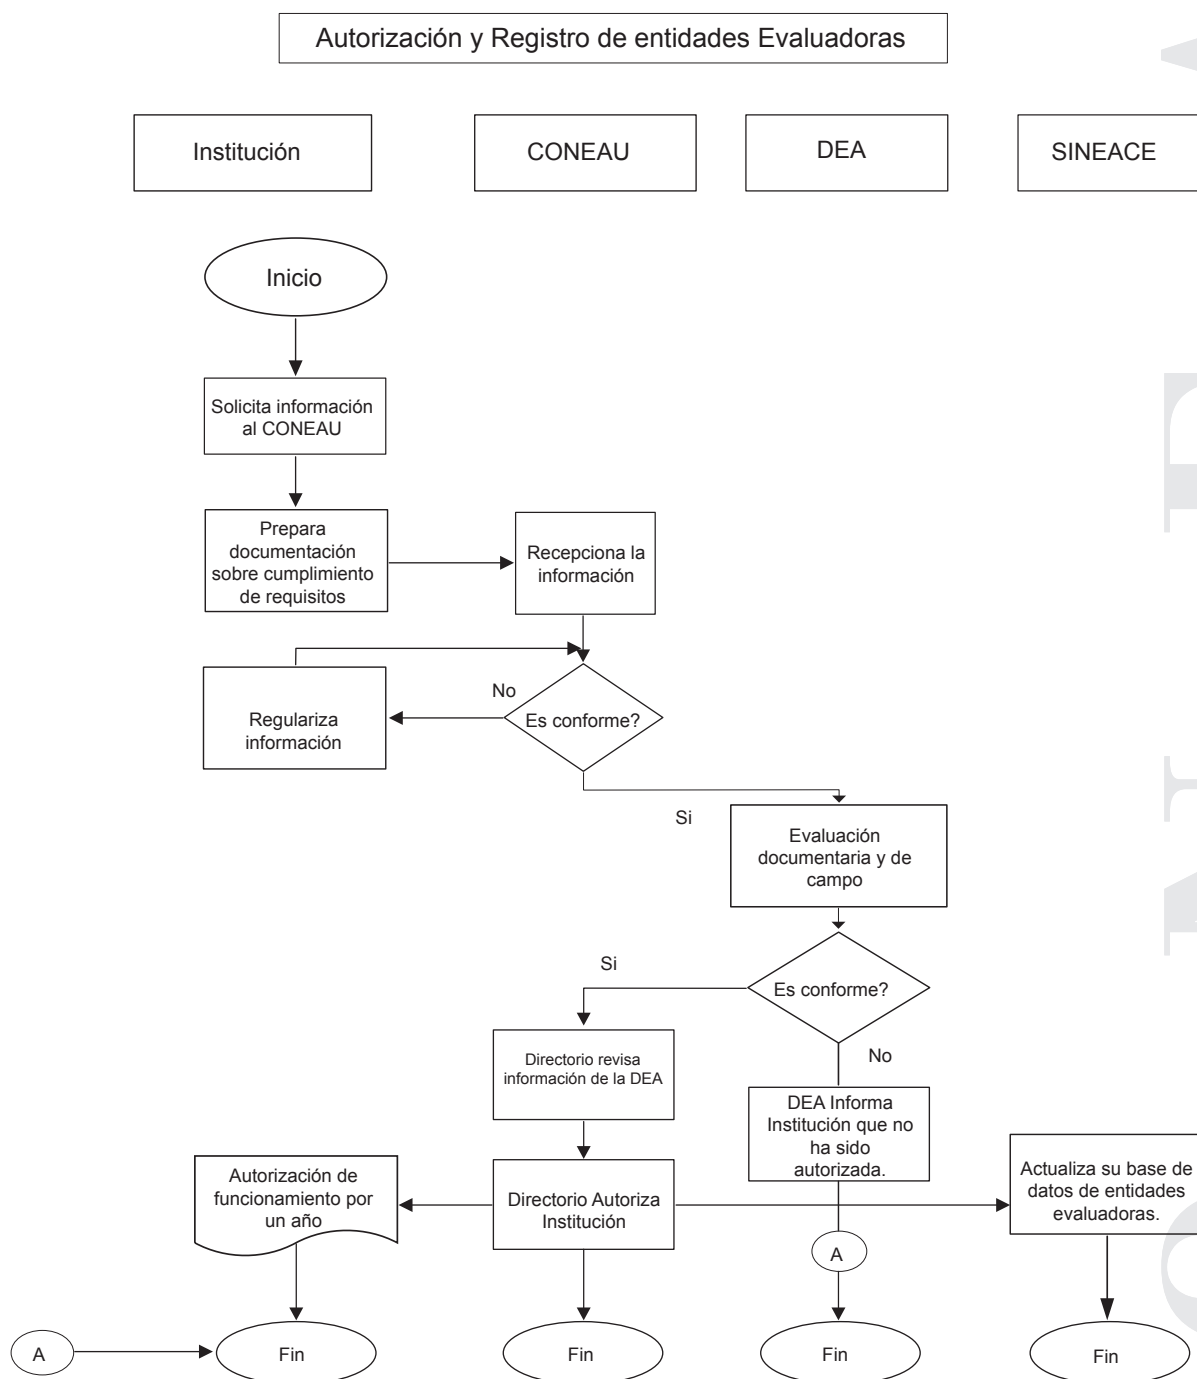 Autorización y Registro de entidades Evaluadoras
Institución
CONEAU
DEA
SINEACE
Inicio
Solicita información
al CONEAU
Prepara
documentación
sobre cumplimiento
de requisitos
Recepciona la
información
Regulariza
información
No
Es conforme?
Si
Evaluación
documentaria y de
campo
Si
Es conforme?
No
Directorio revisa
información de la DEA
DEA Informa
Institución que no
ha sido
autorizada.
Autorización de
funcionamiento por
un año
Directorio Autoriza
Institución
Actualiza su base de
datos de entidades
evaluadoras.
A
A
Fin
Fin
Fin
Fin